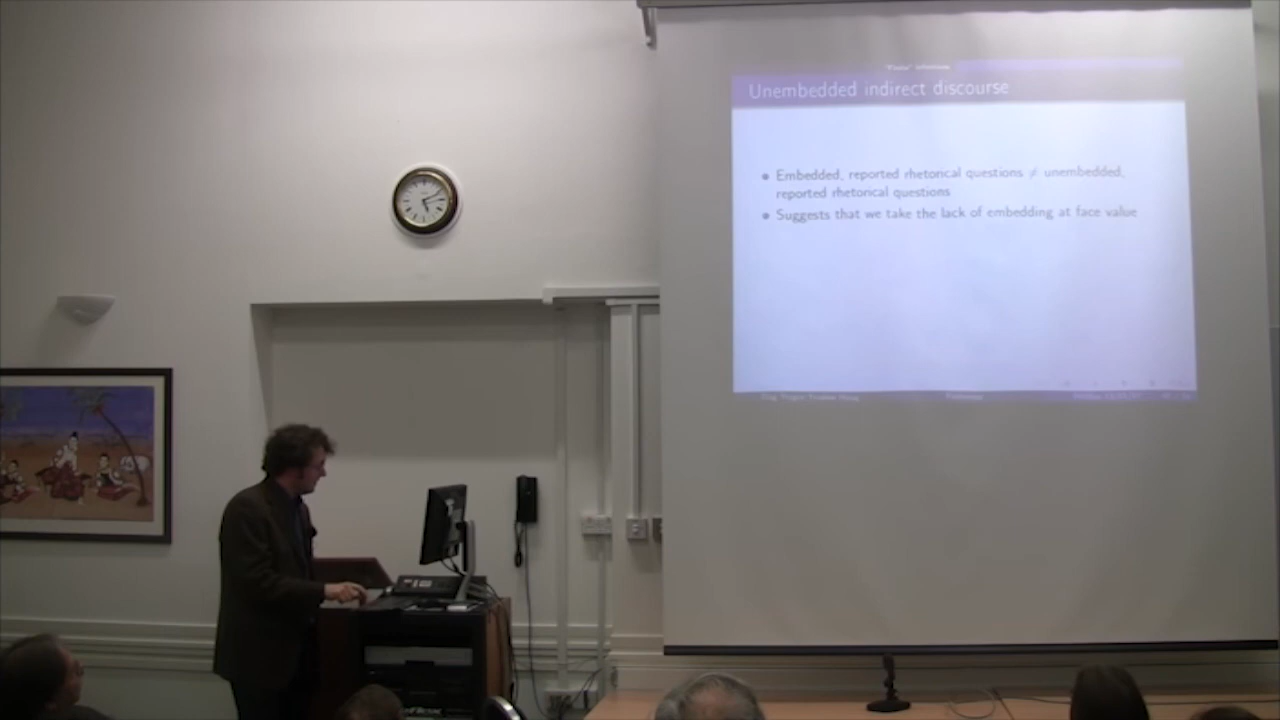 Unembedded indirect discourse
• Embedded, reported rhetorical questions ≠ unembedded,
reported rhetorical questions
• Suggests that we take the lack of embedding at face value